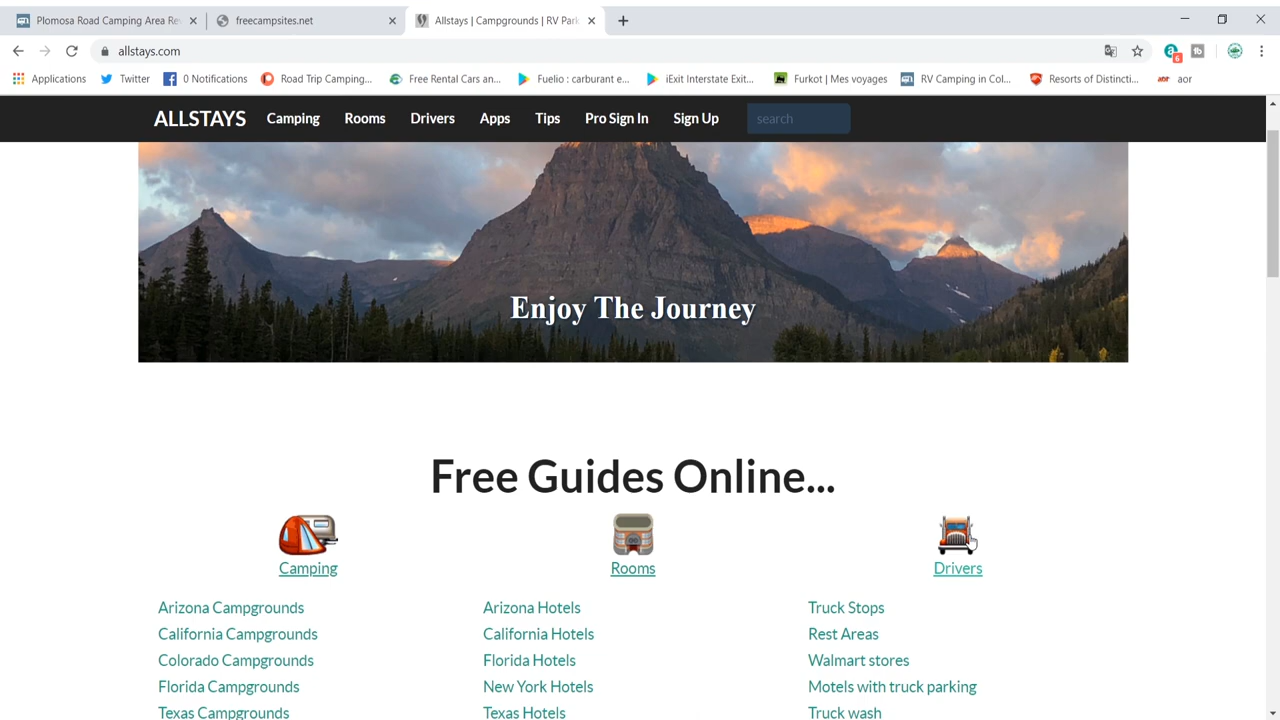 Plomosa Road Camping Area Re
freecampsites.net
Allstays | Campgrounds | RV Park
allstays.com
6
Applications
Twitter
0 Notifications
Road Trip Camping...
Free Rental Cars an...
Fuelio : carburant e...
iExit Interstate Exit...
Furkot | Mes voyages
RV Camping in Col...
Resorts of Distincti...
aor
aor
ALLSTAYS Camping Rooms Drivers Apps Tips Pro Sign In Sign Up search
Enjoy The Journey
Free Guides Online...
Camping
Rooms
Drivers
Arizona Campgrounds
California Campgrounds
Colorado Campgrounds
Florida Campgrounds
Texas Campgrounds
Arizona Hotels
California Hotels
Florida Hotels
New York Hotels
Texas Hotels
Truck Stops
Rest Areas
Walmart stores
Motels with truck parking
Truck wash